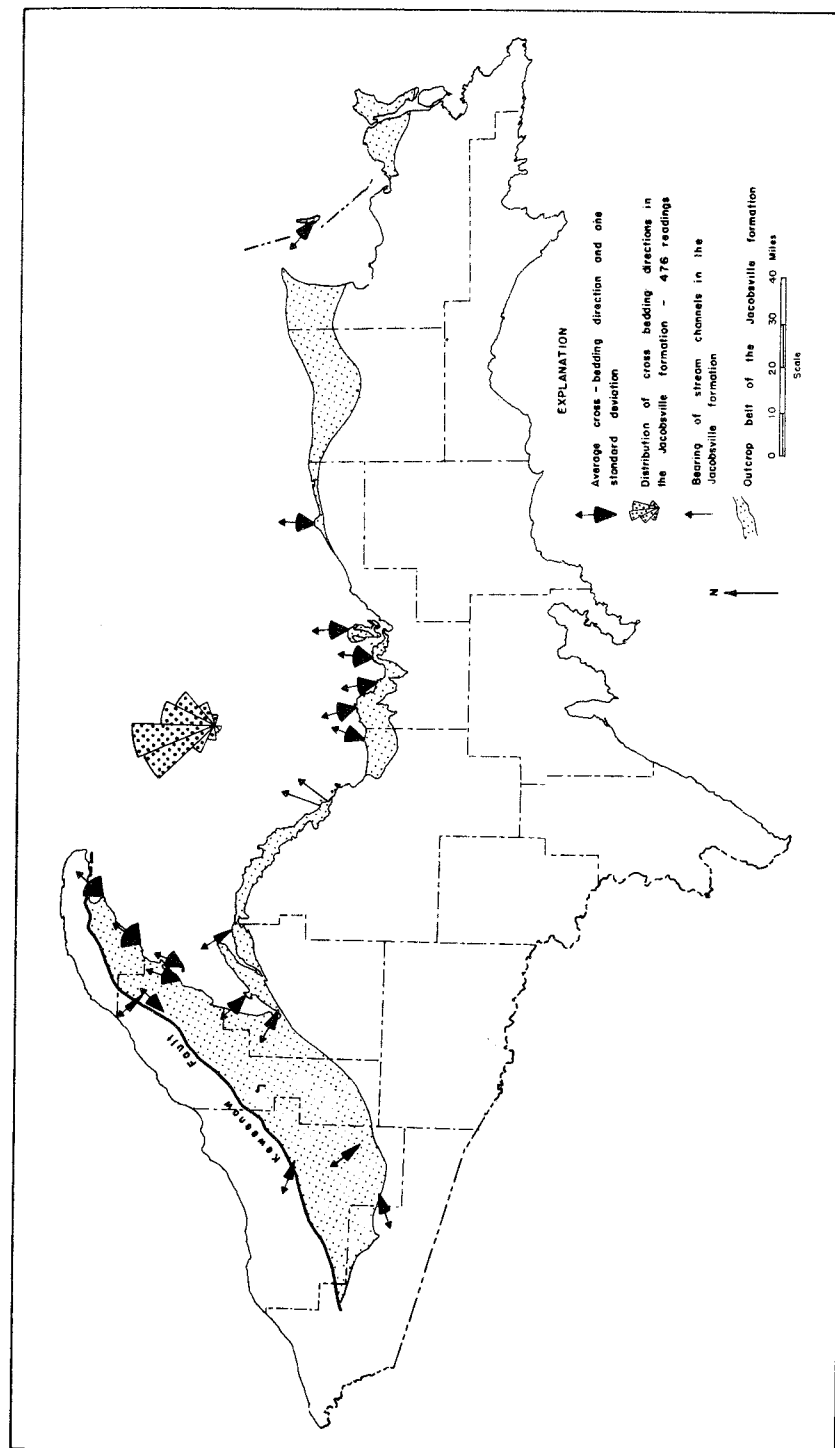 Keweenaw Fault
EXPLANATION
Average cross - bedding direction and one
standard deviation
Distribution of cross bedding directions in
the Jacobsville formation - 476 readings
Bearing of stream channels in the
Jacobsville formation
Outcrop belt of the Jacobsville formation
N
0 10 20 30 40 Miles
Scale